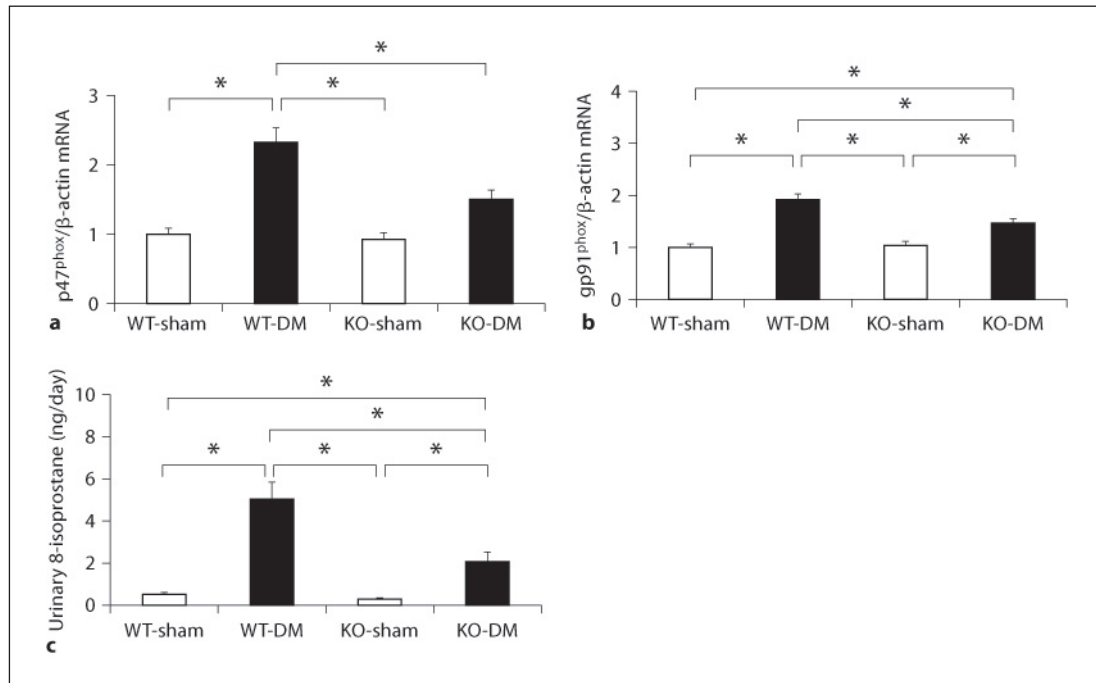 *
* *
3
2
1
0
p47phox/β-actin mRNA
WT-sham WT-DM KO-sham KO-DM
a
*
*
* * *
4
3
2
1
0
gp91phox/β-actin mRNA
WT-sham WT-DM KO-sham KO-DM
b
*
*
* * *
10
8
6
4
2
0
Urinary 8-isoprostane (ng/day)
WT-sham WT-DM KO-sham KO-DM
c